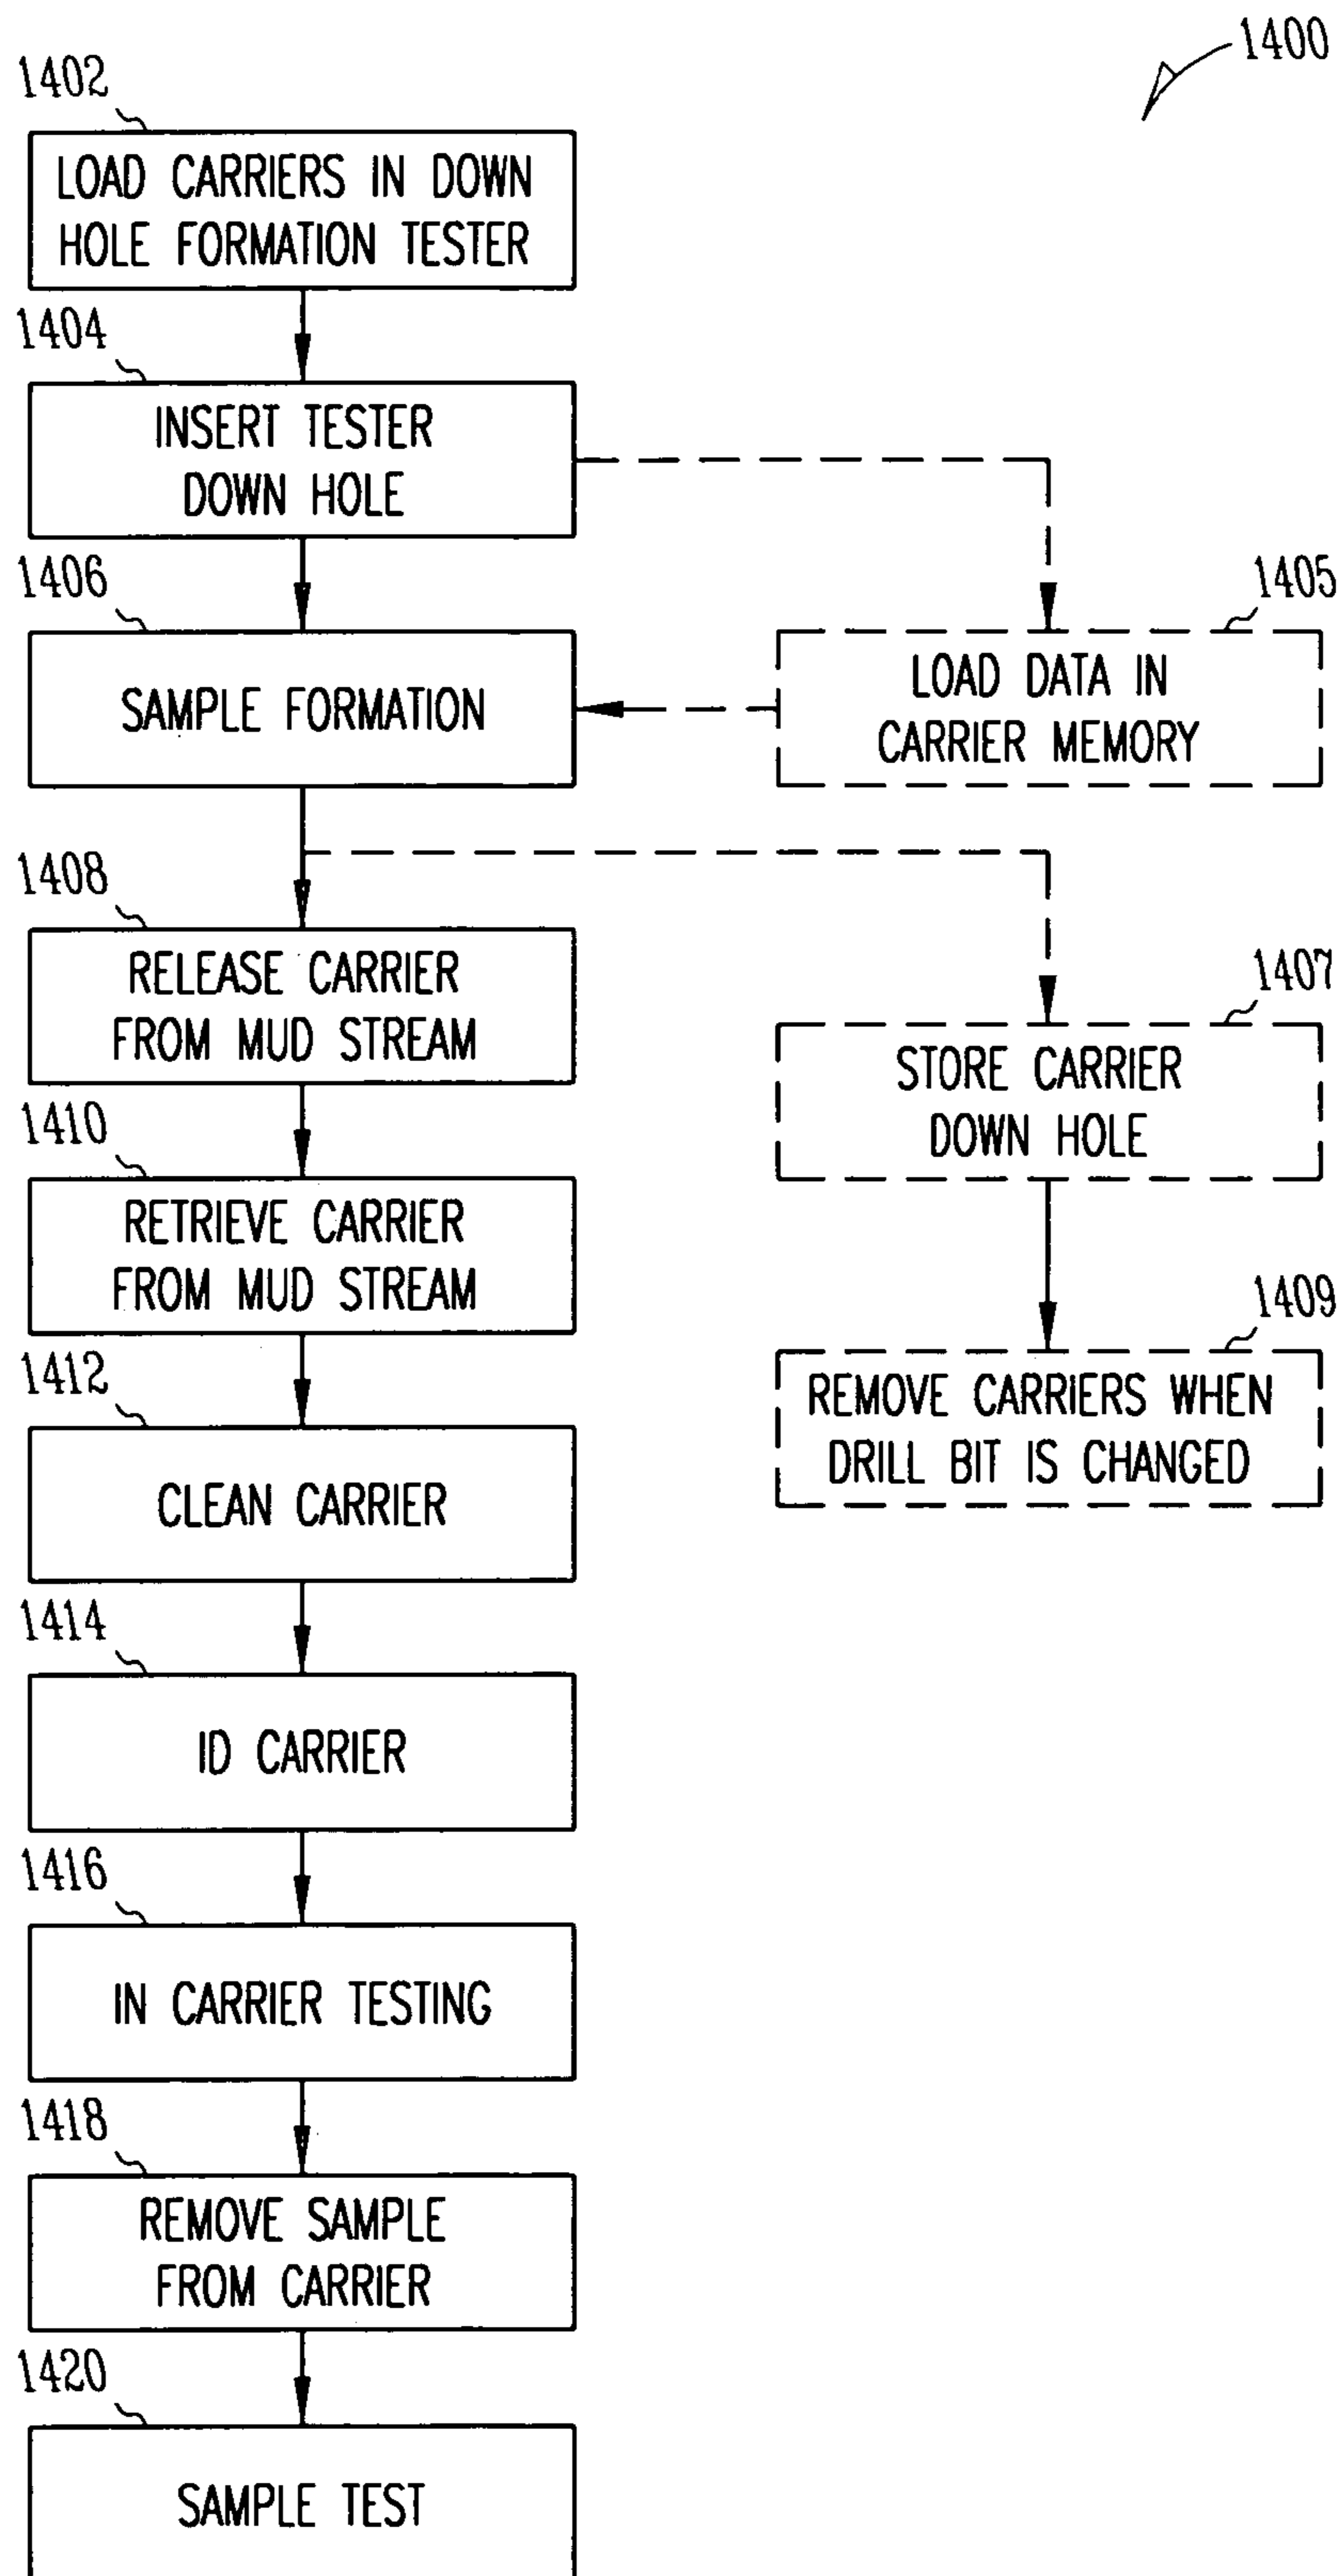 1400
1402
LOAD CARRIERS IN DOWN
HOLE FORMATION TESTER
1404
INSERT TESTER
DOWN HOLE
1406
SAMPLE FORMATION
1405
LOAD DATA IN
CARRIER MEMORY
1408
RELEASE CARRIER
FROM MUD STREAM
1407
STORE CARRIER
DOWN HOLE
1410
RETRIEVE CARRIER
FROM MUD STREAM
1409
REMOVE CARRIERS WHEN
DRILL BIT IS CHANGED
1412
CLEAN CARRIER
1414
ID CARRIER
1416
IN CARRIER TESTING
1418
REMOVE SAMPLE
FROM CARRIER
1420
SAMPLE TEST